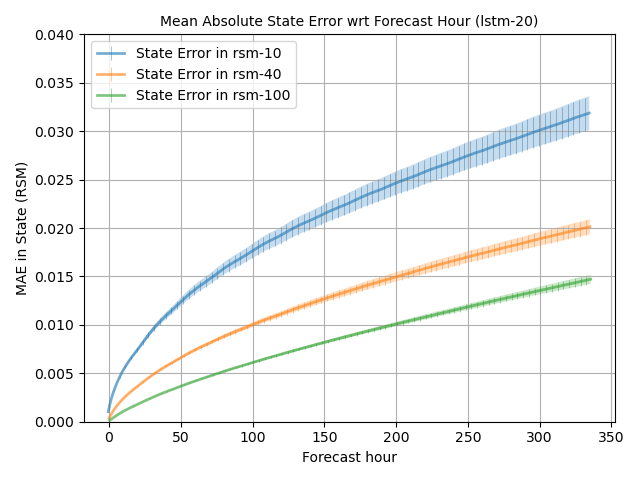 Mean Absolute State Error wrt Forecast Hour (lstm-20)
0.040
0.035
0.030
0.025
0.020
0.015
0.010
0.005
0.000
MAE in State (RSM)
State Error in rsm-10
State Error in rsm-40
State Error in rsm-100
0 50 100 150 200 250 300 350
Forecast hour